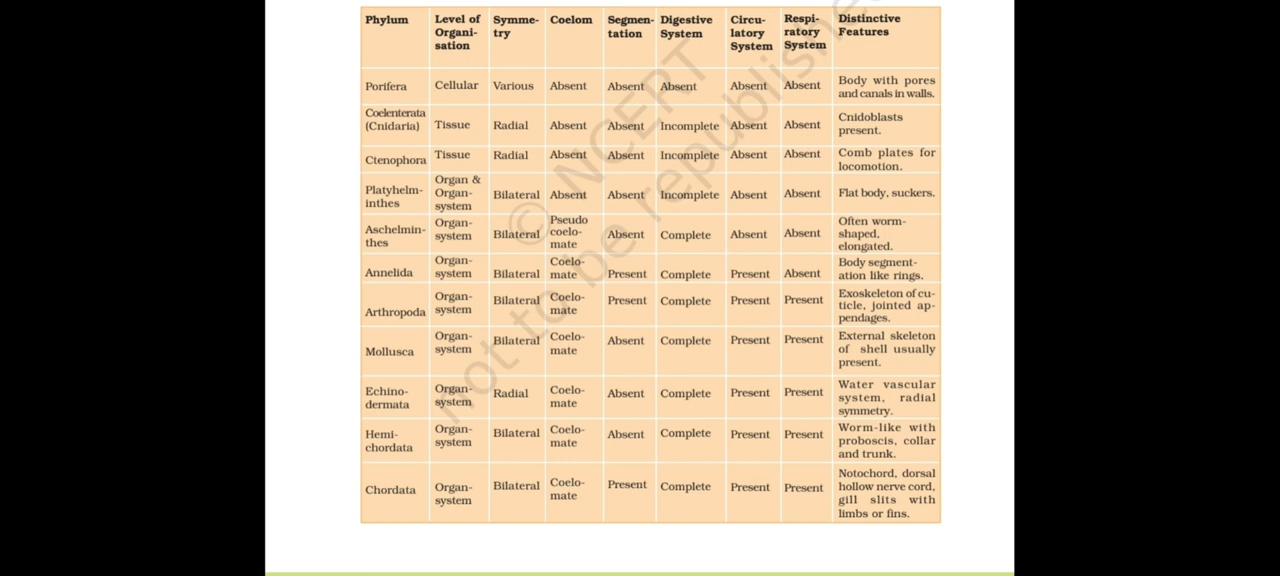 Phylum Level of Organi-sation Symme-try Coelom Segmen-tation Digestive System Circu-latory System Respi-ratory System Distinctive Features
Porifera Cellular Various Absent Absent Absent Absent Absent Body with pores and canals in walls.
Coelenterata (Cnidaria) Tissue Radial Absent Absent Incomplete Absent Absent Cnidoblasts present.
Ctenophora Tissue Radial Absent Absent Incomplete Absent Absent Comb plates for locomotion.
Platyhelm-inthes Organ & Organ-system Bilateral Absent Absent Incomplete Absent Absent Flat body, suckers.
Aschelmin-thes Organ-system Bilateral Pseudo coelo-mate Absent Complete Absent Absent Often worm-shaped, elongated.
Annelida Organ-system Bilateral Coelo-mate Present Complete Present Absent Body segment-ation like rings.
Arthropoda Organ-system Bilateral Coelo-mate Present Complete Present Present Exoskeleton of cu-ticle, jointed ap-pendages.
Mollusca Organ-system Bilateral Coelo-mate Absent Complete Present Present External skeleton of shell usually present.
Echino-dermata Organ-system Radial Coelo-mate Absent Complete Present Present Water vascular system, radial symmetry.
Hemi-chordata Organ-system Bilateral Coelo-mate Absent Complete Present Present Worm-like with proboscis, collar and trunk.
Chordata Organ-system Bilateral Coelo-mate Present Complete Present Present Notochord, dorsal hollow nerve cord, gill slits with limbs or fins.
© NCERT
not to be republished